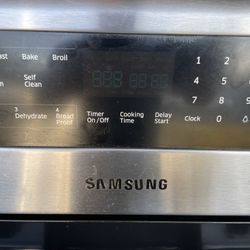 ast Bake Broil 1 2
4 5
Self
Clean 7 8
3 Dehydrate 4 Bread Proof Timer On/Off Cooking Time Delay Start Clock 0
SAMSUNG